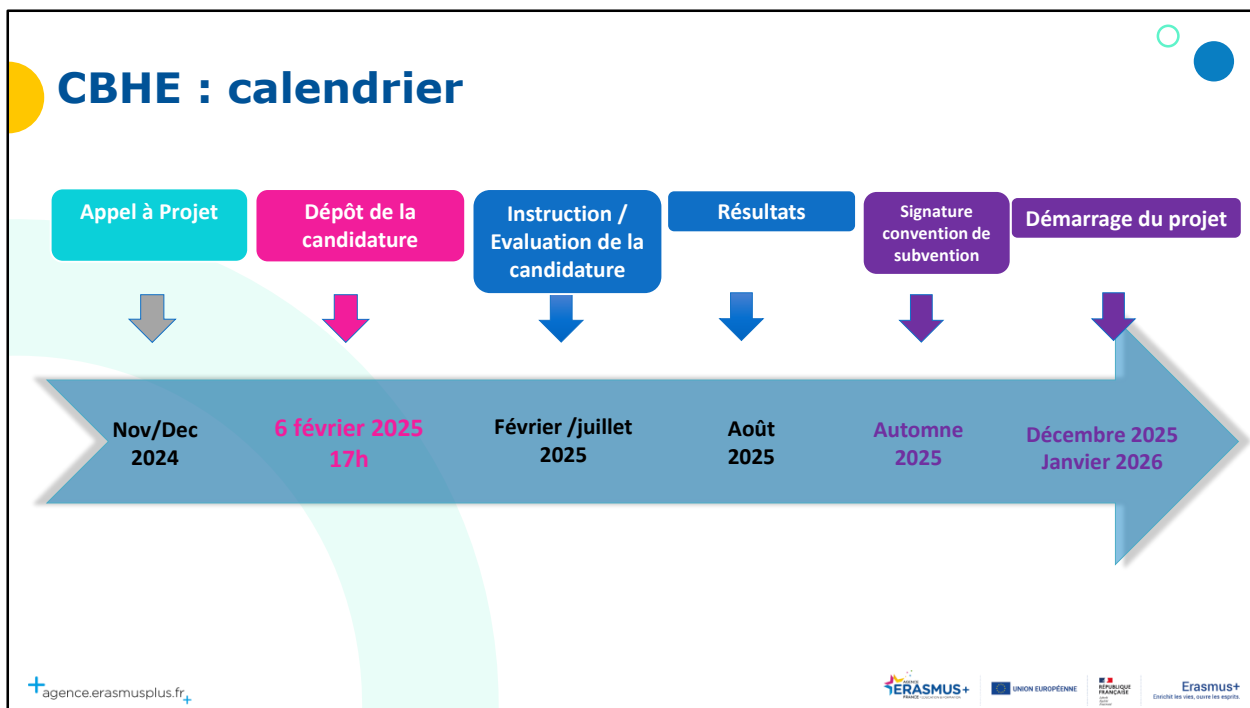 CBHE : calendrier
Appel à Projet
Dépôt de la
candidature
Instruction /
Evaluation de la
candidature
Résultats
Signature
convention de
subvention
Démarrage du projet
Nov/Dec
2024
6 février 2025
17h
Février /juillet
2025
Août
2025
Automne
2025
Décembre 2025
Janvier 2026
agence.erasmusplus.fr
AGENCE
ERASMUS+
FRANCE
UNION EUROPÉENNE
RÉPUBLIQUE
FRANÇAISE
Erasmus+
Enrichit les vies, ouvre les esprits.